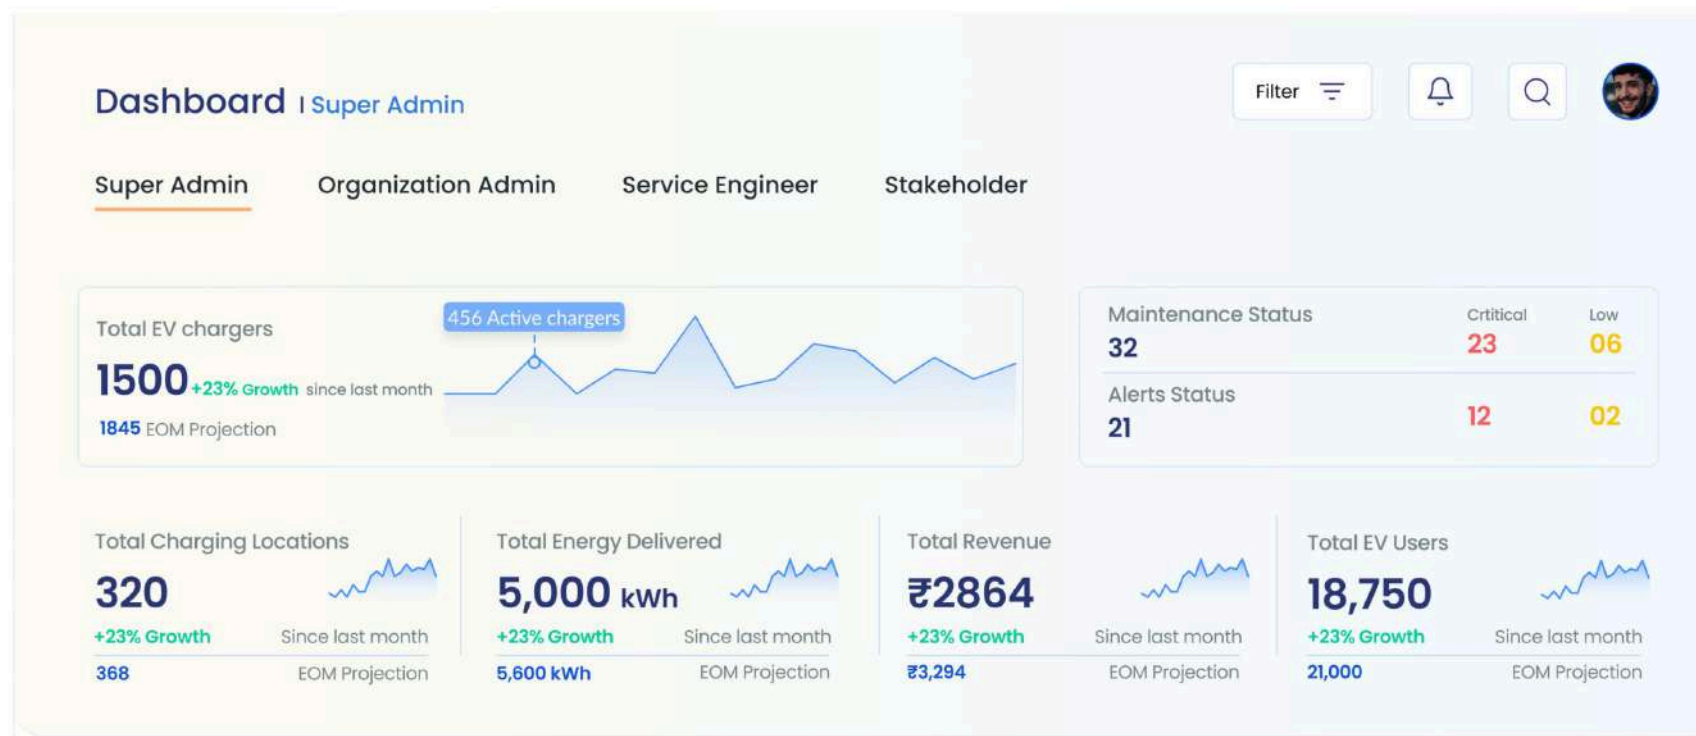 Dashboard | Super Admin
Filter
Super Admin Organization Admin Service Engineer Stakeholder
Total EV chargers
1500 +23% Growth since last month
1845 EOM Projection
456 Active chargers
Maintenance Status Crtitical Low
32 23 06
Alerts Status
21 12 02
Total Charging Locations
320
+23% Growth Since last month
368 EOM Projection
Total Energy Delivered
5,000 kWh
+23% Growth Since last month
5,600 kWh EOM Projection
Total Revenue
₹2864
+23% Growth Since last month
₹3,294 EOM Projection
Total EV Users
18,750
+23% Growth Since last month
21,000 EOM Projection